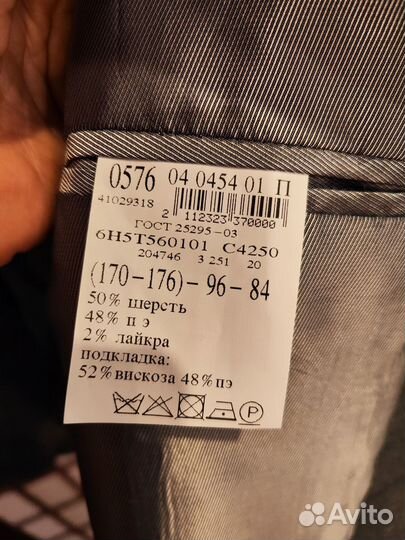 0576 04 0454 01 П
41029318
2 112323 370000
ГОСТ 25295-03
6H5T560101 C4250
204746 3 251 20
(170-176)-96-84
50% шерсть
48% п э
2% лайкра
подкладка:
52% вискоза 48% пэ
P
Avito